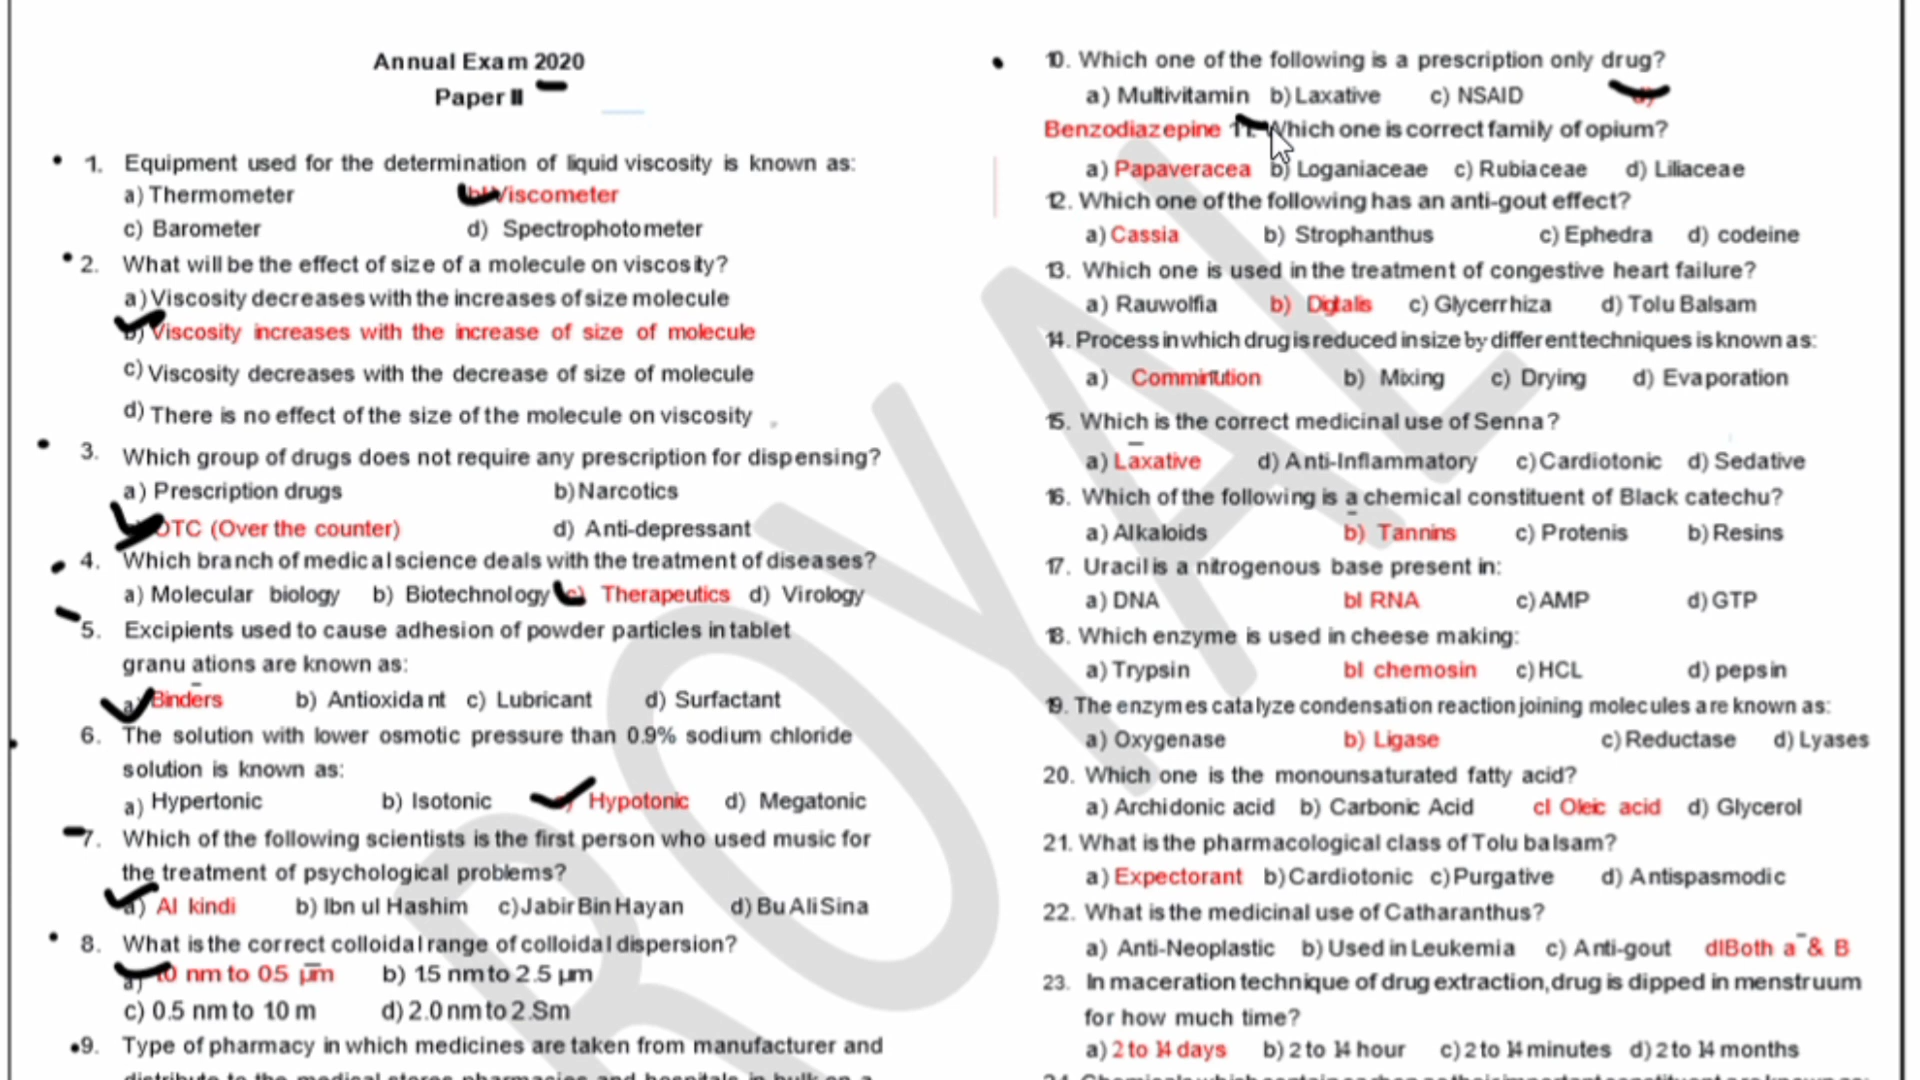 Annual Exam 2020
Paper II
1. Equipment used for the determination of liquid viscosity is known as:
a) Thermometer b) Viscometer
c) Barometer d) Spectrophotometer
2. What will be the effect of size of a molecule on viscosity?
a) Viscosity decreases with the increases of size molecule
b) Viscosity increases with the increase of size of molecule
c) Viscosity decreases with the decrease of size of molecule
d) There is no effect of the size of the molecule on viscosity
3. Which group of drugs does not require any prescription for dispensing?
a) Prescription drugs b) Narcotics
OTC (Over the counter) d) Anti-depressant
4. Which branch of medical science deals with the treatment of diseases?
a) Molecular biology b) Biotechnology c) Therapeutics d) Virology
5. Excipients used to cause adhesion of powder particles in tablet
granu ations are known as:
a) Binders b) Antioxidant c) Lubricant d) Surfactant
6. The solution with lower osmotic pressure than 0.9% sodium chloride
solution is known as:
a) Hypertonic b) Isotonic c) Hypotonic d) Megatonic
7. Which of the following scientists is the first person who used music for
the treatment of psychological problems?
a) Al kindi b) Ibn ul Hashim c) Jabir Bin Hayan d) Bu Ali Sina
8. What is the correct colloidal range of colloidal dispersion?
a) 10 nm to 05 µm b) 15 nm to 2.5 µm
c) 0.5 nm to 10 m d) 2.0 nm to 2.Sm
9. Type of pharmacy in which medicines are taken from manufacturer and
distribute to the medical stores pharmacies and hospitals in bulk on a
10. Which one of the following is a prescription only drug?
a) Multivitamin b) Laxative c) NSAID d)
Benzodiazepine 11. Which one is correct family of opium?
a) Papaveracea b) Loganiaceae c) Rubiaceae d) Liliaceae
12. Which one of the following has an anti-gout effect?
a) Cassia b) Strophanthus c) Ephedra d) codeine
13. Which one is used in the treatment of congestive heart failure?
a) Rauwolfia b) Digitalis c) Glycerrhiza d) Tolu Balsam
14. Process in which drug is reduced in size by different techniques is known as:
a) Comminution b) Mixing c) Drying d) Evaporation
15. Which is the correct medicinal use of Senna?
a) Laxative d) Anti-Inflammatory c) Cardiotonic d) Sedative
16. Which of the following is a chemical constituent of Black catechu?
a) Alkaloids b) Tannins c) Protenis b) Resins
17. Uracil is a nitrogenous base present in:
a) DNA bl RNA c) AMP d) GTP
18. Which enzyme is used in cheese making:
a) Trypsin bl chemosin c) HCL d) pepsin
19. The enzymes catalyze condensation reaction joining molecules are known as:
a) Oxygenase b) Ligase c) Reductase d) Lyases
20. Which one is the monounsaturated fatty acid?
a) Archidonic acid b) Carbonic Acid cl Oleic acid d) Glycerol
21. What is the pharmacological class of Tolu balsam?
a) Expectorant b) Cardiotonic c) Purgative d) Antispasmodic
22. What is the medicinal use of Catharanthus?
a) Anti-Neoplastic b) Used in Leukemia c) Anti-gout dlBoth a & B
23. In maceration technique of drug extraction, drug is dipped in menstruum
for how much time?
a) 2 to 14 days b) 2 to 14 hour c) 2 to 14 minutes d) 2 to 14 months
ROYAL